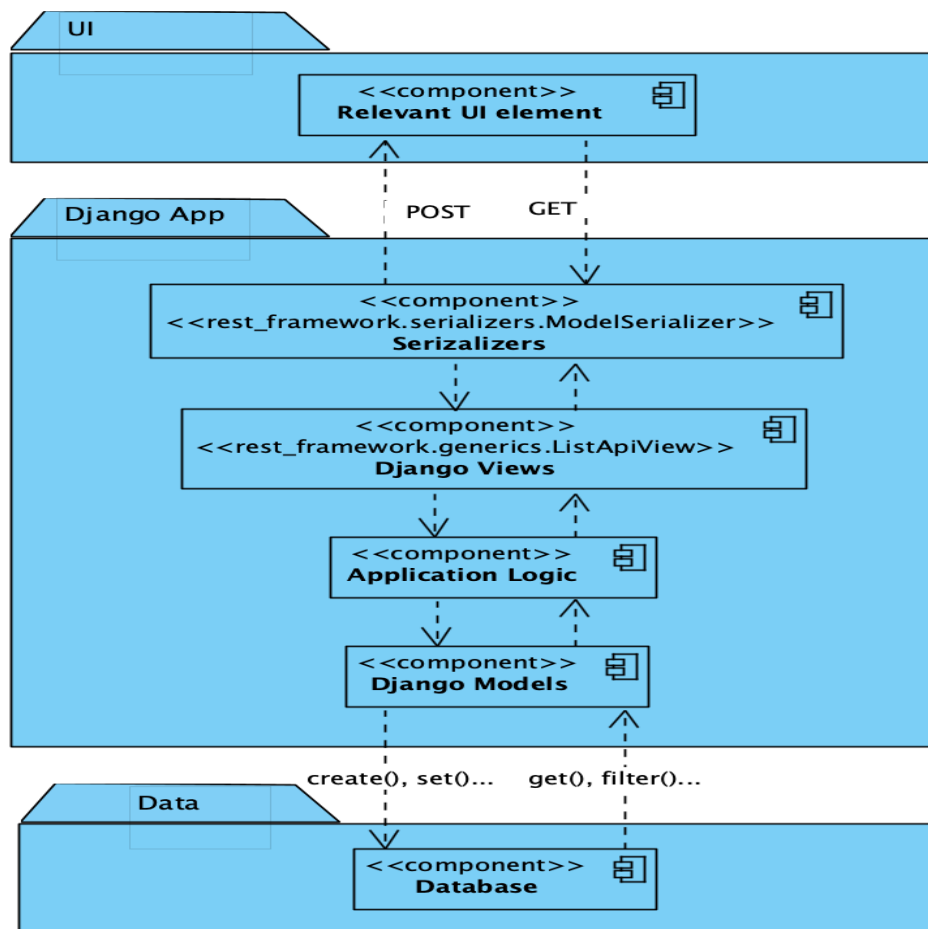 UI
<<component>>
Relevant UI element
POST
GET
Django App
<<component>>
<<rest_framework.serializers.ModelSerializer>>
Serizalizers
<<component>>
<<rest_framework.generics.ListApiView>>
Django Views
<<component>>
Application Logic
<<component>>
Django Models
create(), set()...
get(), filter()...
Data
<<component>>
Database